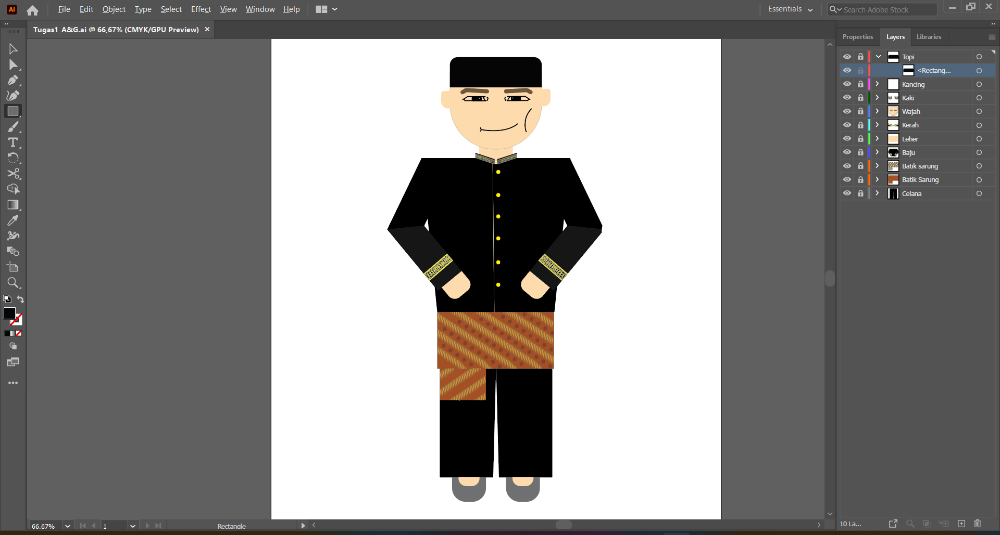 Ai File Edit Object Type Select Effect View Window Help Essentials Search Adobe Stock
Tugas1_A&G.ai @ 66,67% (CMYK/GPU Preview)
Properties Layers Libraries
Topi
<Rectang...
Kancing
Kaki
Wajah
Kerah
Leher
Baju
Batik sarung
Batik Sarung
Celana
66,67% 1 Rectangle
10 La...